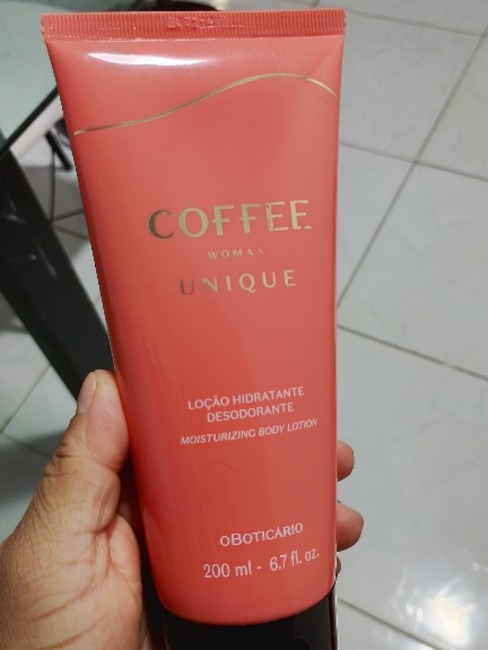 COFFEE
WOMAN
UNIQUE
LOÇÃO HIDRATANTE
DESODORANTE
MOISTURIZING BODY LOTION
oBOTICÁRIO
200 ml - 6.7 fl. oz.